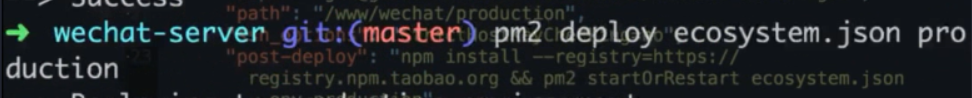 > Success
"path": "/www/wechat/production",
➜ wechat-server git:(master) pm2 deploy ecosystem.json pro
duction
"post-deploy": "npm install --registry=https://
registry.npm.taobao.org && pm2 startOrRestart ecosystem.json